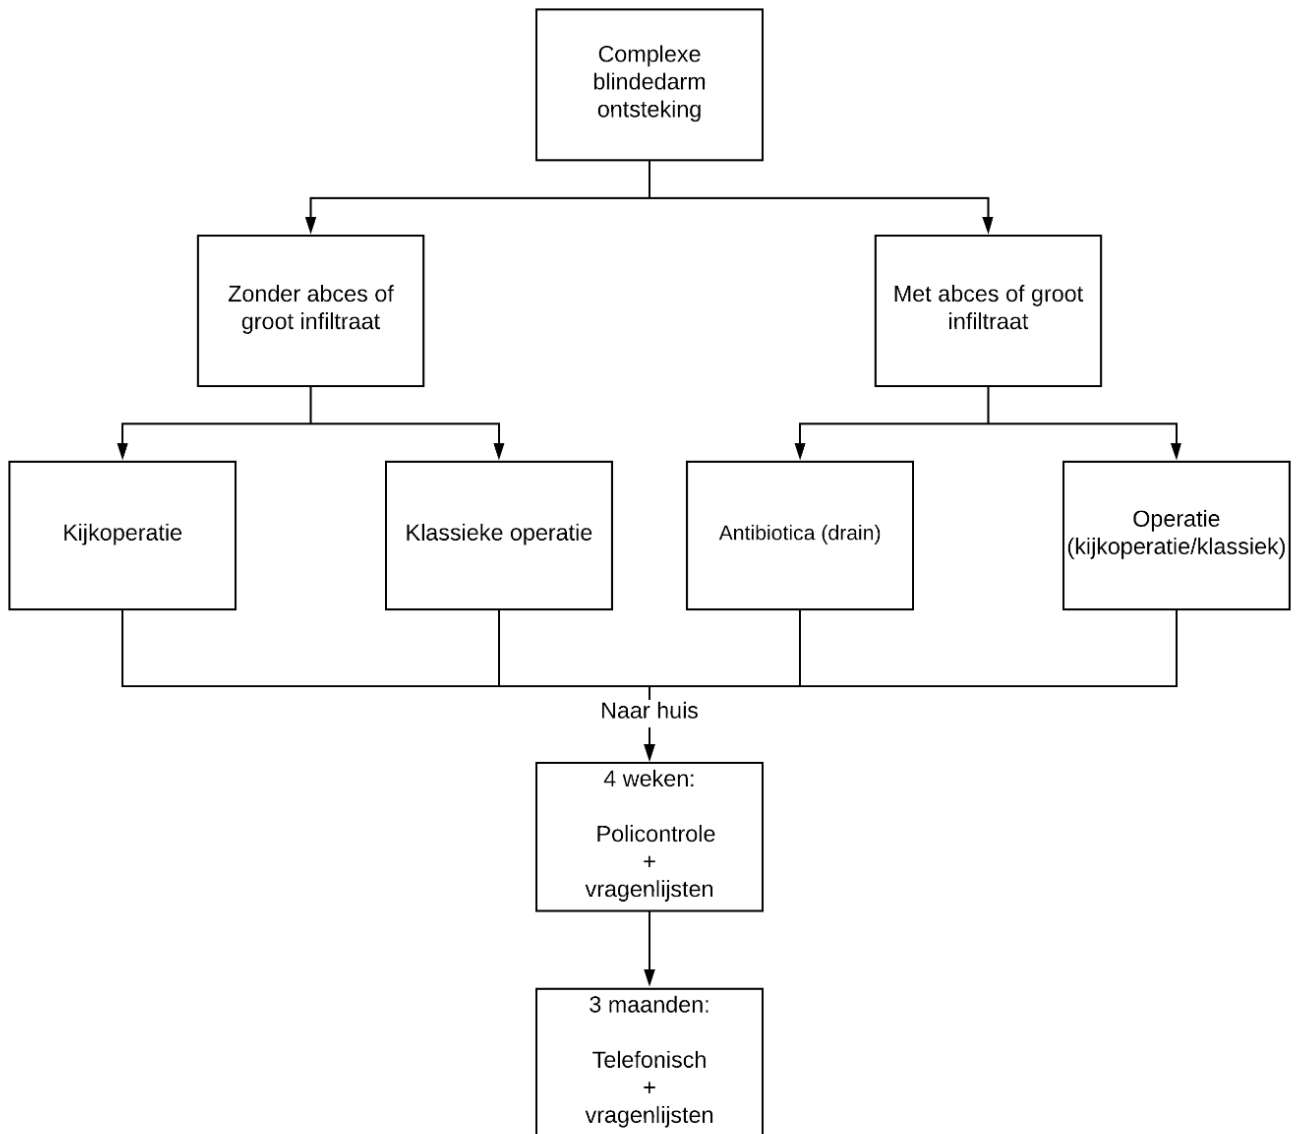 Complexe
blindedarm
ontsteking
Zonder abces of
groot infiltraat
Met abces of groot
infiltraat
Kijkoperatie
Klassieke operatie
Antibiotica (drain)
Operatie
(kijkoperatie/klassiek)
Naar huis
4 weken:
Policontrole
+
vragenlijsten
3 maanden:
Telefonisch
+
vragenlijsten